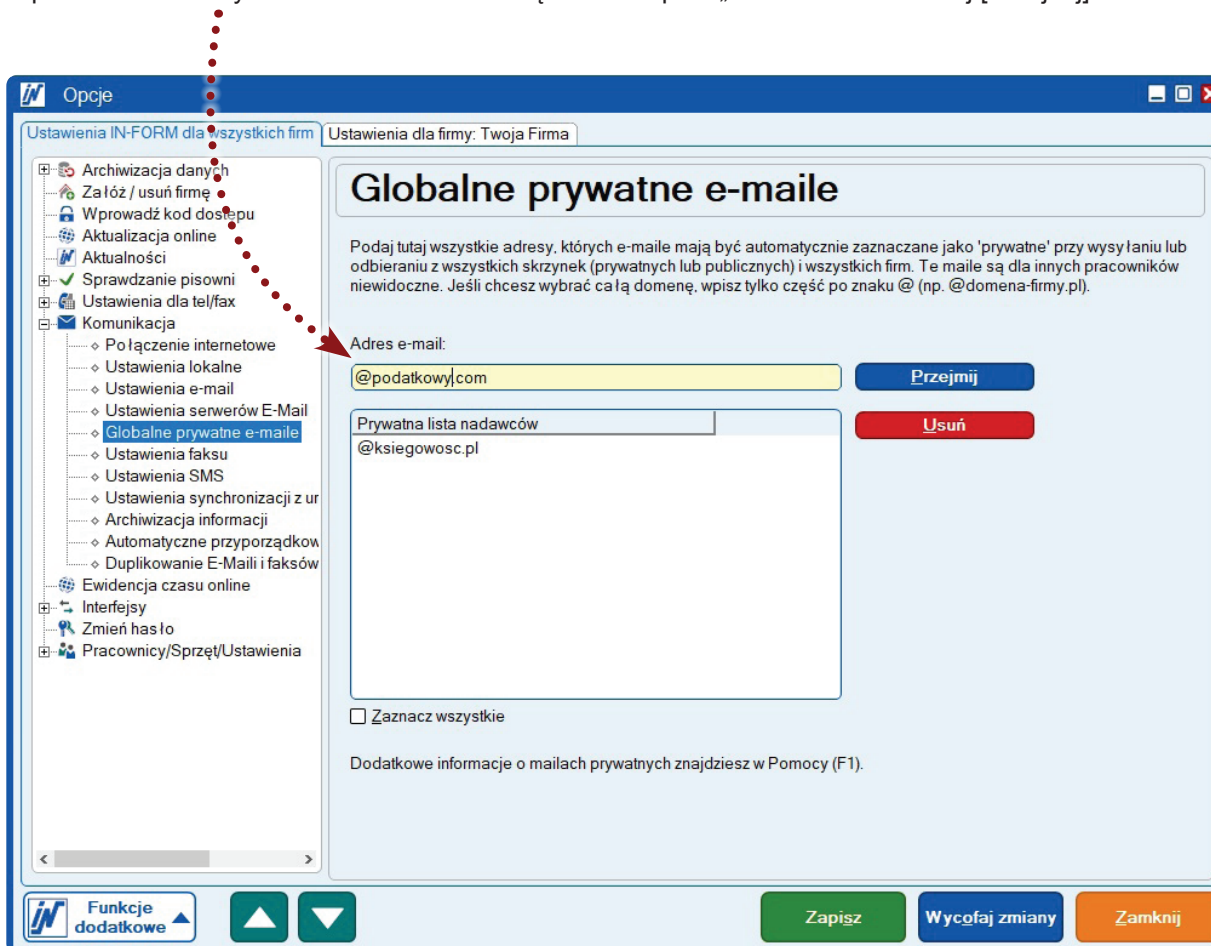 Opcje
Ustawienia IN-FORM dla wszystkich firm
Ustawienia dla firmy: Twoja Firma
Archiwizacja danych
Załóż / usuń firmę
Wprowadź kod dostepu
Aktualizacja online
Aktualności
Sprawdzanie pisowni
Ustawienia dla tel/fax
Komunikacja
Połączenie internetowe
Ustawienia lokalne
Ustawienia e-mail
Ustawienia serwerów E-Mail
Globalne prywatne e-maile
Ustawienia faksu
Ustawienia SMS
Ustawienia synchronizacji z ur
Archiwizacja informacji
Automatyczne przyporządkow
Duplikowanie E-Maili i faksów
Ewidencja czasu online
Interfejsy
Zmień hasło
Pracownicy/Sprzęt/Ustawienia
Globalne prywatne e-maile
Podaj tutaj wszystkie adresy, których e-maile mają być automatycznie zaznaczane jako 'prywatne' przy wysyłaniu lub
odbieraniu z wszystkich skrzynek (prywatnych lub publicznych) i wszystkich firm. Te maile są dla innych pracowników
niewidoczne. Jeśli chcesz wybrać całą domenę, wpisz tylko część po znaku @ (np. @domena-firmy.pl).
Adres e-mail:
@podatkowy.com
Przejmij
Prywatna lista nadawców
Usuń
@ksiegowosc.pl
Zaznacz wszystkie
Dodatkowe informacje o mailach prywatnych znajdziesz w Pomocy (F1).
Funkcje
dodatkowe
Zapisz
Wycofaj zmiany
Zamknij